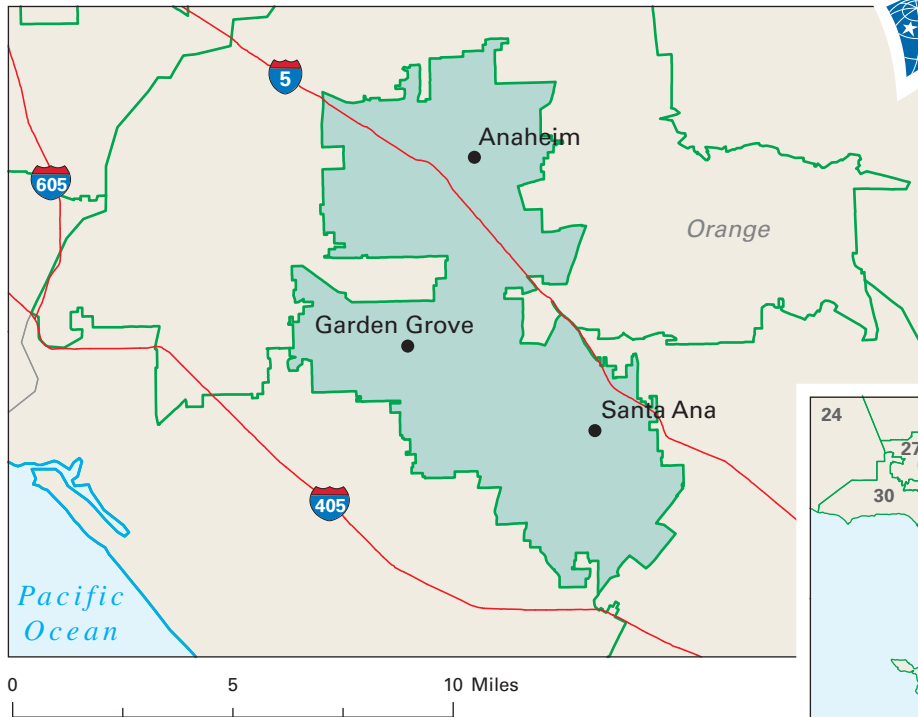 5
Anaheim
605
Orange
Garden Grove
Santa Ana
24
27
30
405
Pacific
Ocean
0 5 10 Miles